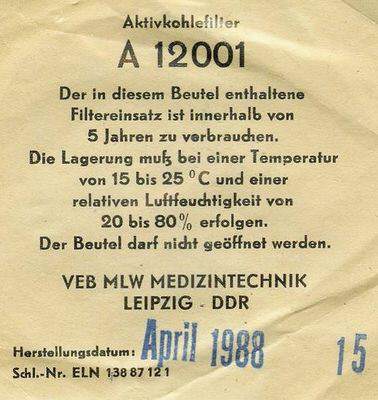 Aktivkohlefilter
A 12001
Der in diesem Beutel enthaltene
Filtereinsatz ist innerhalb von
5 Jahren zu verbrauchen.
Die Lagerung muß bei einer Temperatur
von 15 bis 25 °C und einer
relativen Luftfeuchtigkeit von
20 bis 80% erfolgen.
Der Beutel darf nicht geöffnet werden.
VEB MLW MEDIZINTECHNIK
LEIPZIG - DDR
Herstellungsdatum: April 1988 15
Schl.-Nr. ELN 138 87 12 1